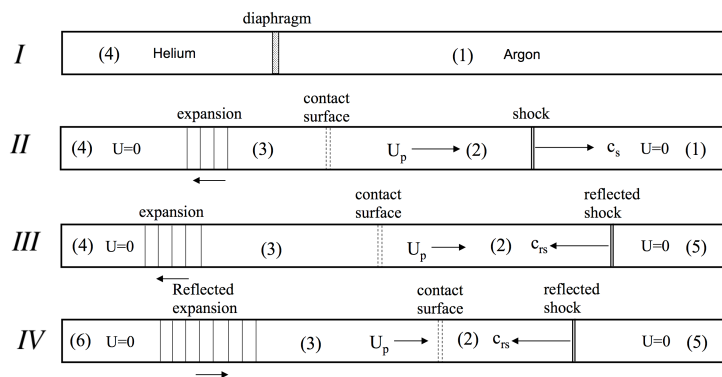 diaphragm
I (4) Helium (1) Argon
contact
expansion surface shock
II (4) U=0 (3) Up (2) cs U=0 (1)
contact reflected
expansion surface shock
III (4) U=0 (3) Up (2) crs U=0 (5)
Reflected contact reflected
expansion surface shock
IV (6) U=0 (3) Up (2) crs U=0 (5)